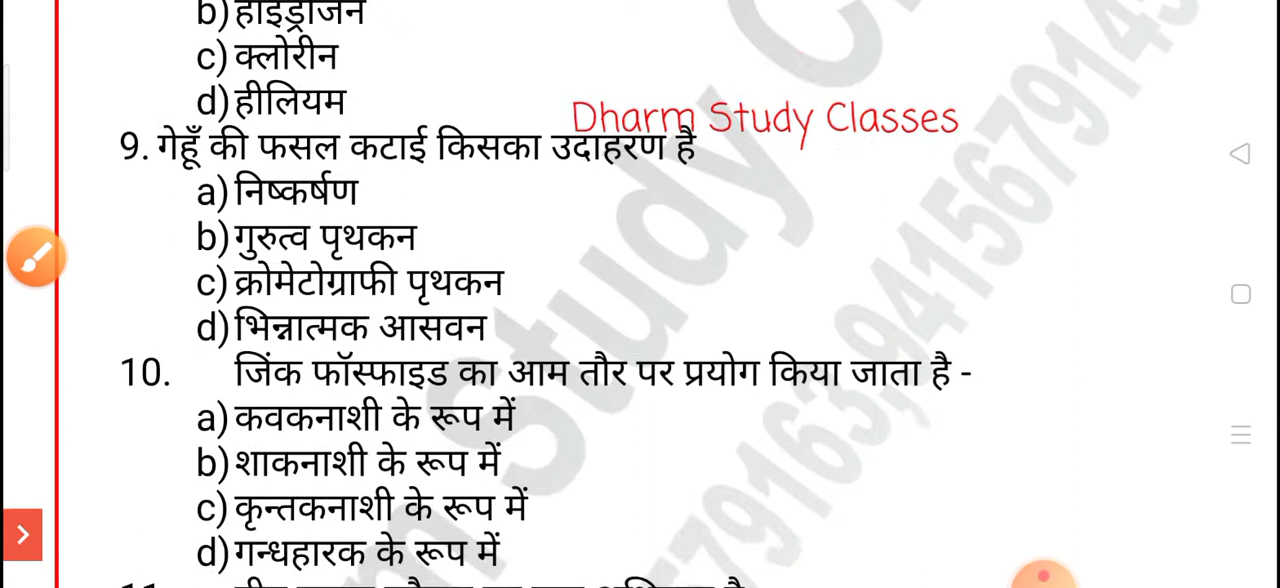 b) हाइड्रोजन
c) क्लोरीन
d) हीलियम
Dharm Study Classes
9. गेहूँ की फसल कटाई किसका उदाहरण है
a) निष्कर्षण
b) गुरुत्व पृथकन
c) क्रोमेटोग्राफी पृथकन
d) भिन्नात्मक आसवन
10. जिंक फॉस्फाइड का आम तौर पर प्रयोग किया जाता है -
a) कवकनाशी के रूप में
b) शाकनाशी के रूप में
c) कृन्तकनाशी के रूप में
d) गन्धहारक के रूप में